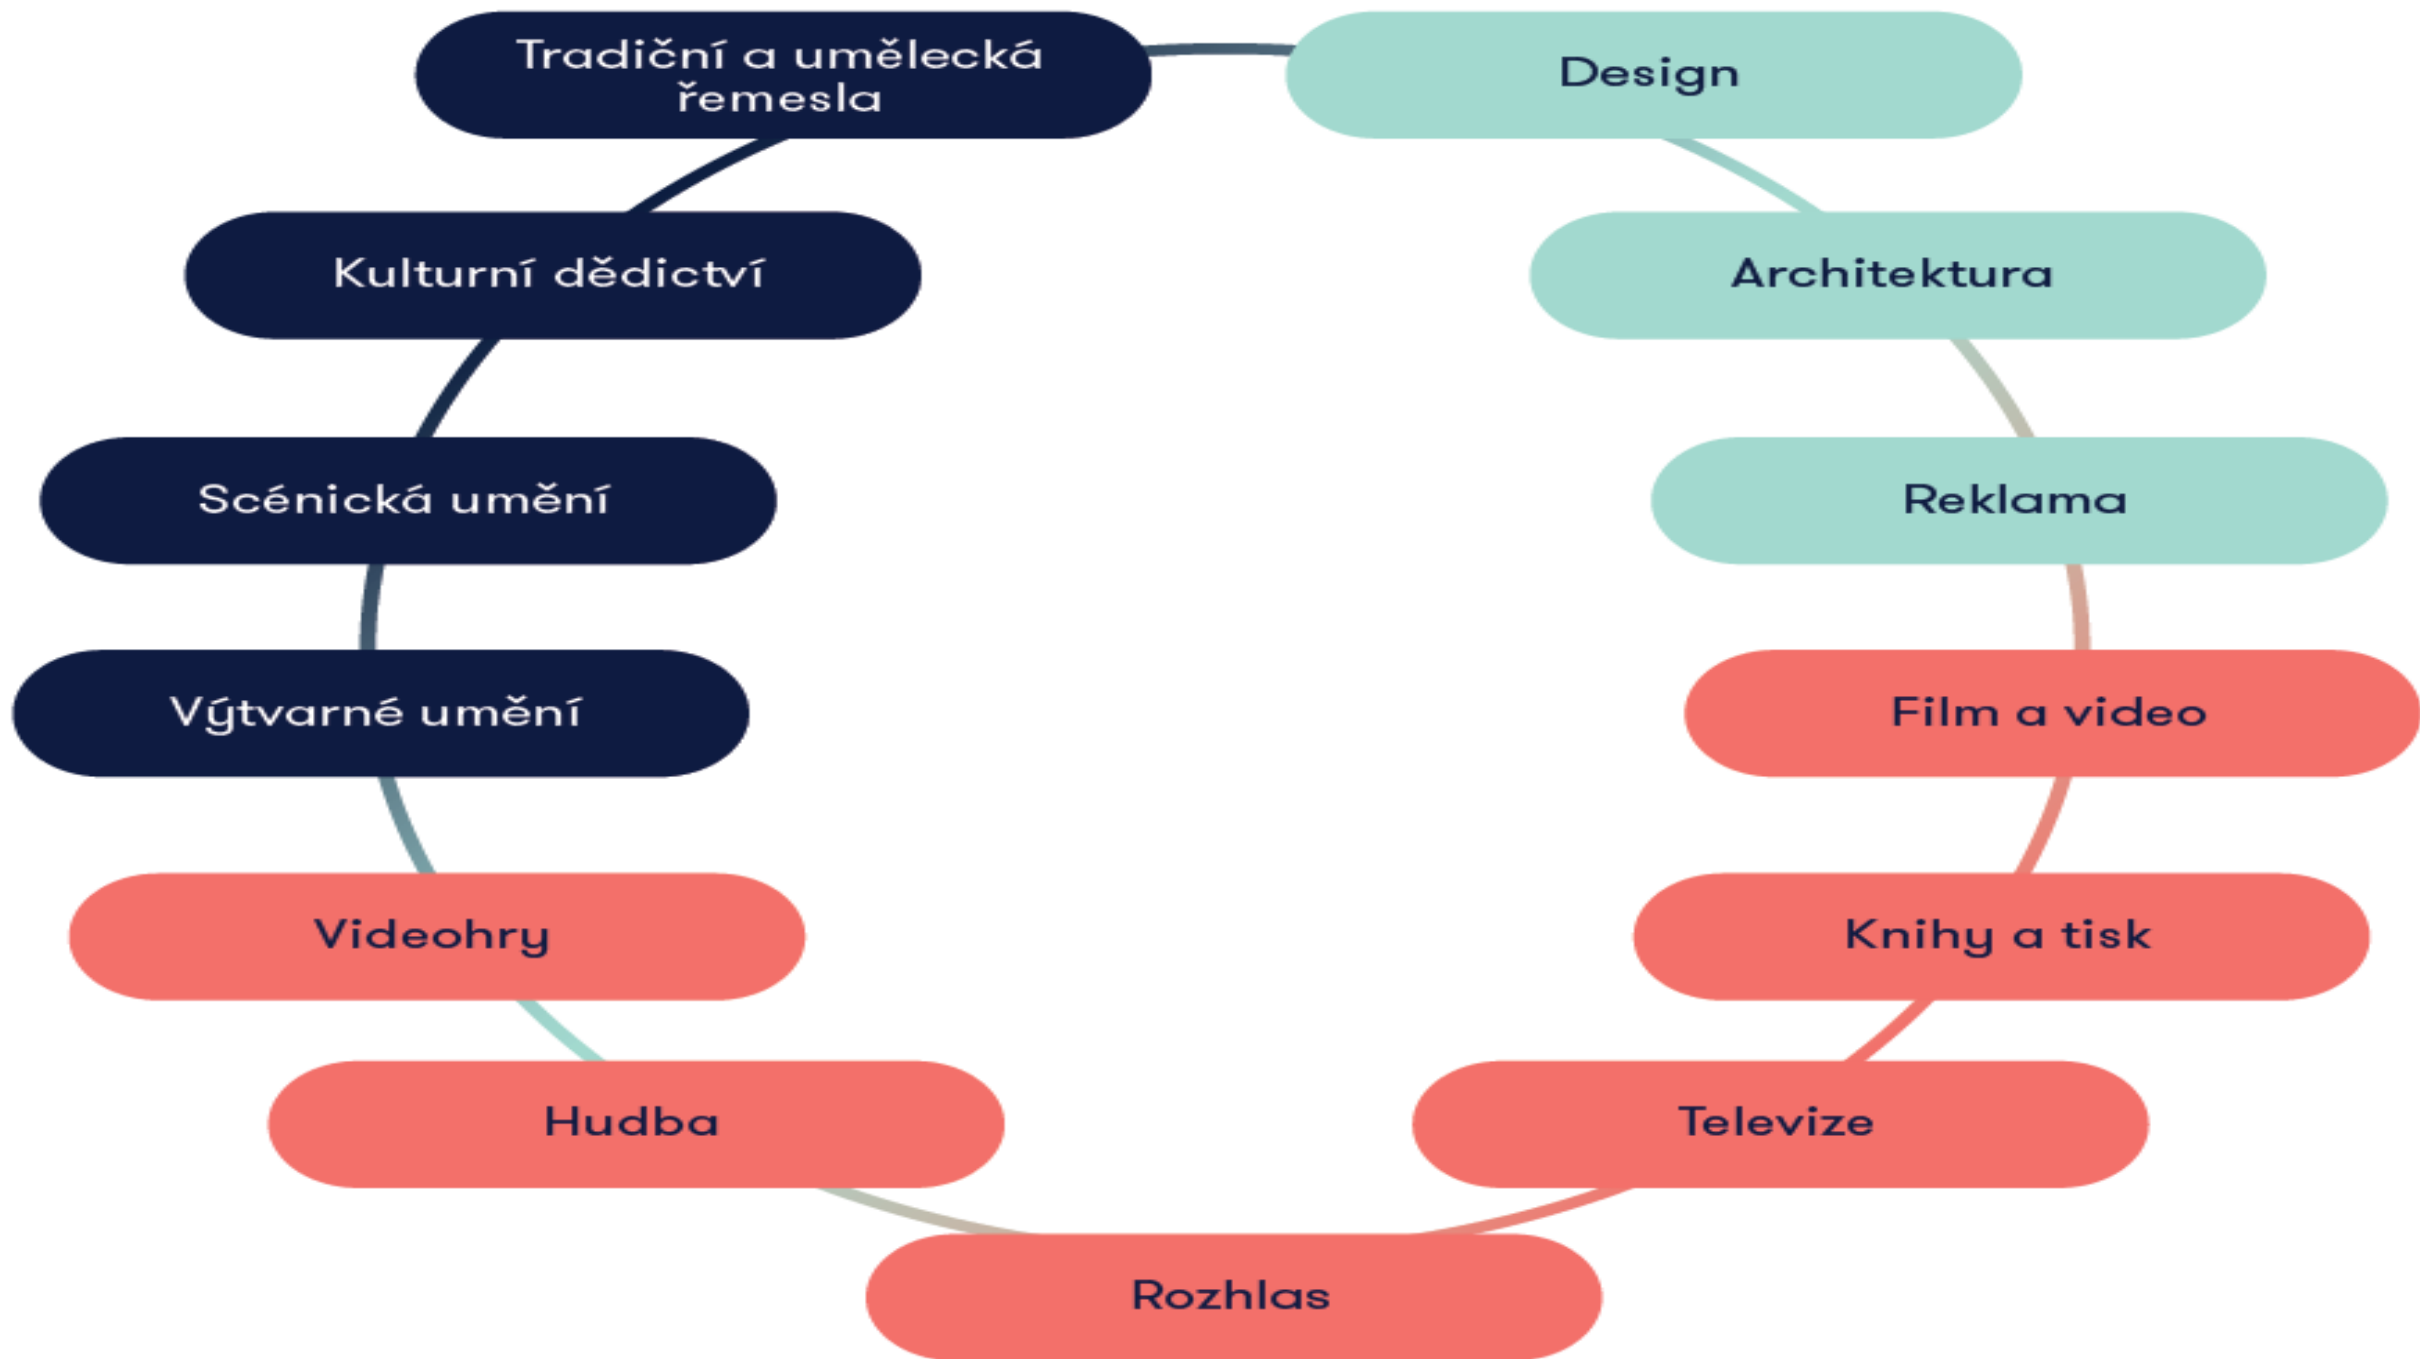 Tradiční a umělecká
řemesla
Design
Kulturní dědictví
Architektura
Scénická umění
Reklama
Výtvarné umění
Film a video
Videohry
Knihy a tisk
Hudba
Televize
Rozhlas